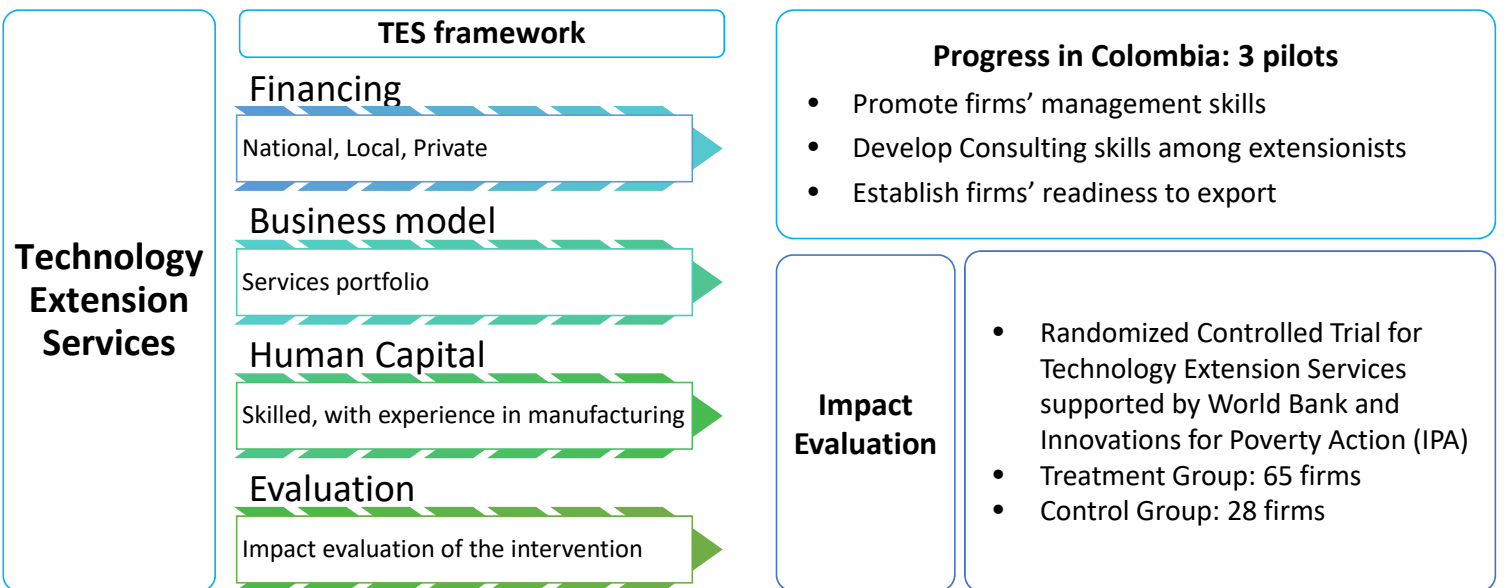 Technology
Extension
Services
TES framework
Financing
National, Local, Private
Business model
Services portfolio
Human Capital
Skilled, with experience in manufacturing
Evaluation
Impact evaluation of the intervention
Progress in Colombia: 3 pilots
• Promote firms’ management skills
• Develop Consulting skills among extensionists
• Establish firms’ readiness to export
Impact
Evaluation
• Randomized Controlled Trial for
Technology Extension Services
supported by World Bank and
Innovations for Poverty Action (IPA)
• Treatment Group: 65 firms
• Control Group: 28 firms